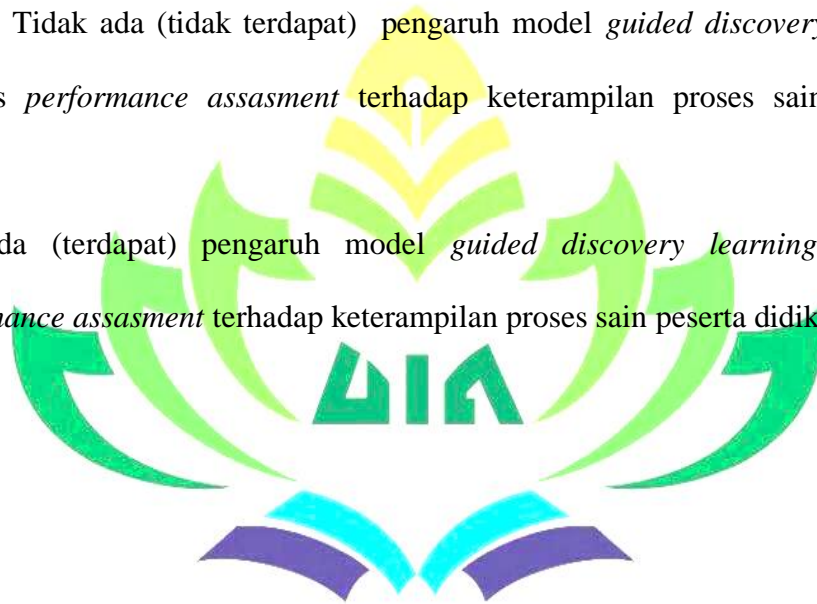 Tidak ada (tidak terdapat) pengaruh model guided discovery
s performance assasment terhadap keterampilan proses sain
da (terdapat) pengaruh model guided discovery learning
nance assasment terhadap keterampilan proses sain peserta didik
UIN